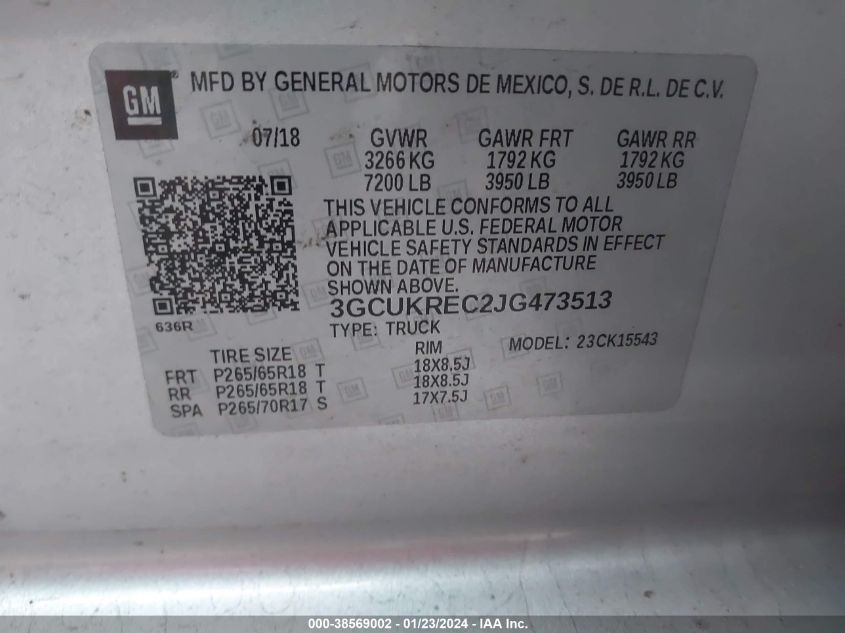 GM ® MFD BY GENERAL MOTORS DE MEXICO, S. DE R.L. DE C.V.
07/18 GVWR GAWR FRT GAWR RR
3266 KG 1792 KG 1792 KG
7200 LB 3950 LB 3950 LB
THIS VEHICLE CONFORMS TO ALL
APPLICABLE U.S. FEDERAL MOTOR
VEHICLE SAFETY STANDARDS IN EFFECT
ON THE DATE OF MANUFACTURE
SHOWN ABOVE.
3GCUKREC2JG473513
636R
TYPE: TRUCK
MODEL: 23CK15543
TIRE SIZE RIM
FRT P265/65R18 T 18X8.5J
RR P265/65R18 T 18X8.5J
SPA P265/70R17 S 17X7.5J
000-38569002 - 01/23/2024 - IAA Inc.